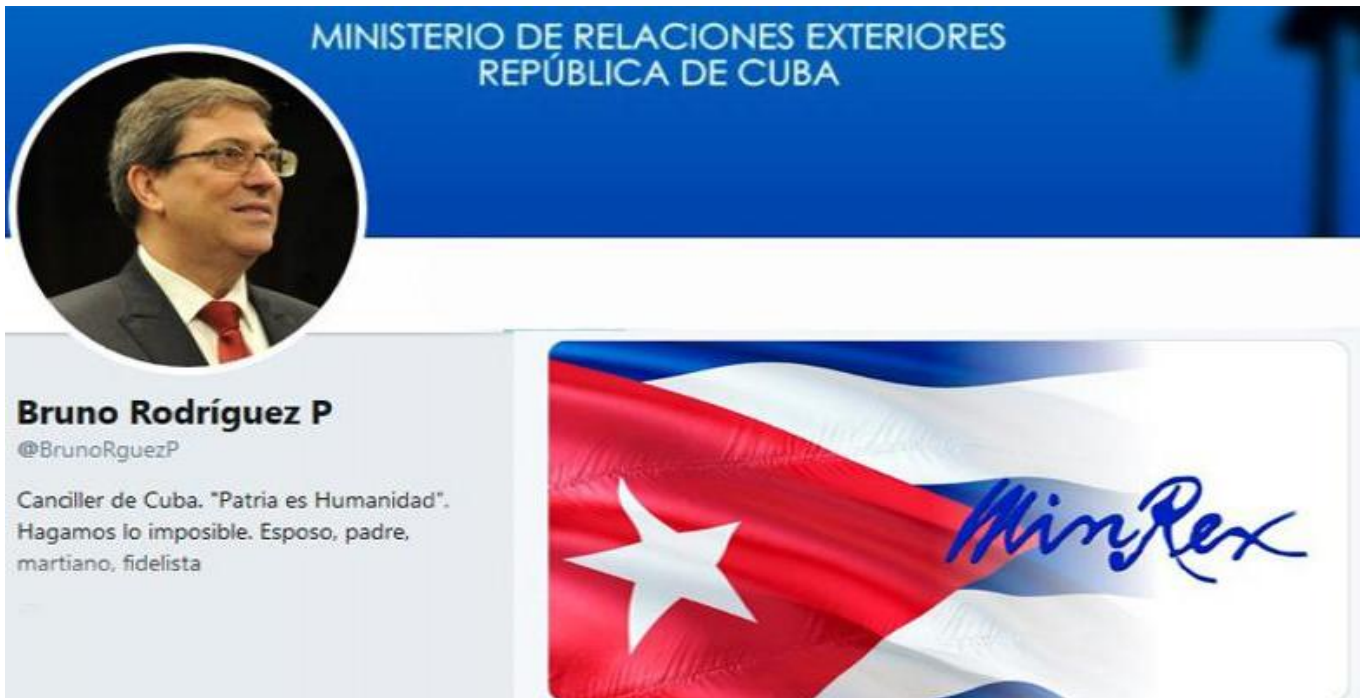 MINISTERIO DE RELACIONES EXTERIORES
REPÚBLICA DE CUBA
Bruno Rodríguez P
@BrunoRguezP
Canciller de Cuba. "Patria es Humanidad".
Hagamos lo imposible. Esposo, padre,
martiano, fidelista
MinRex